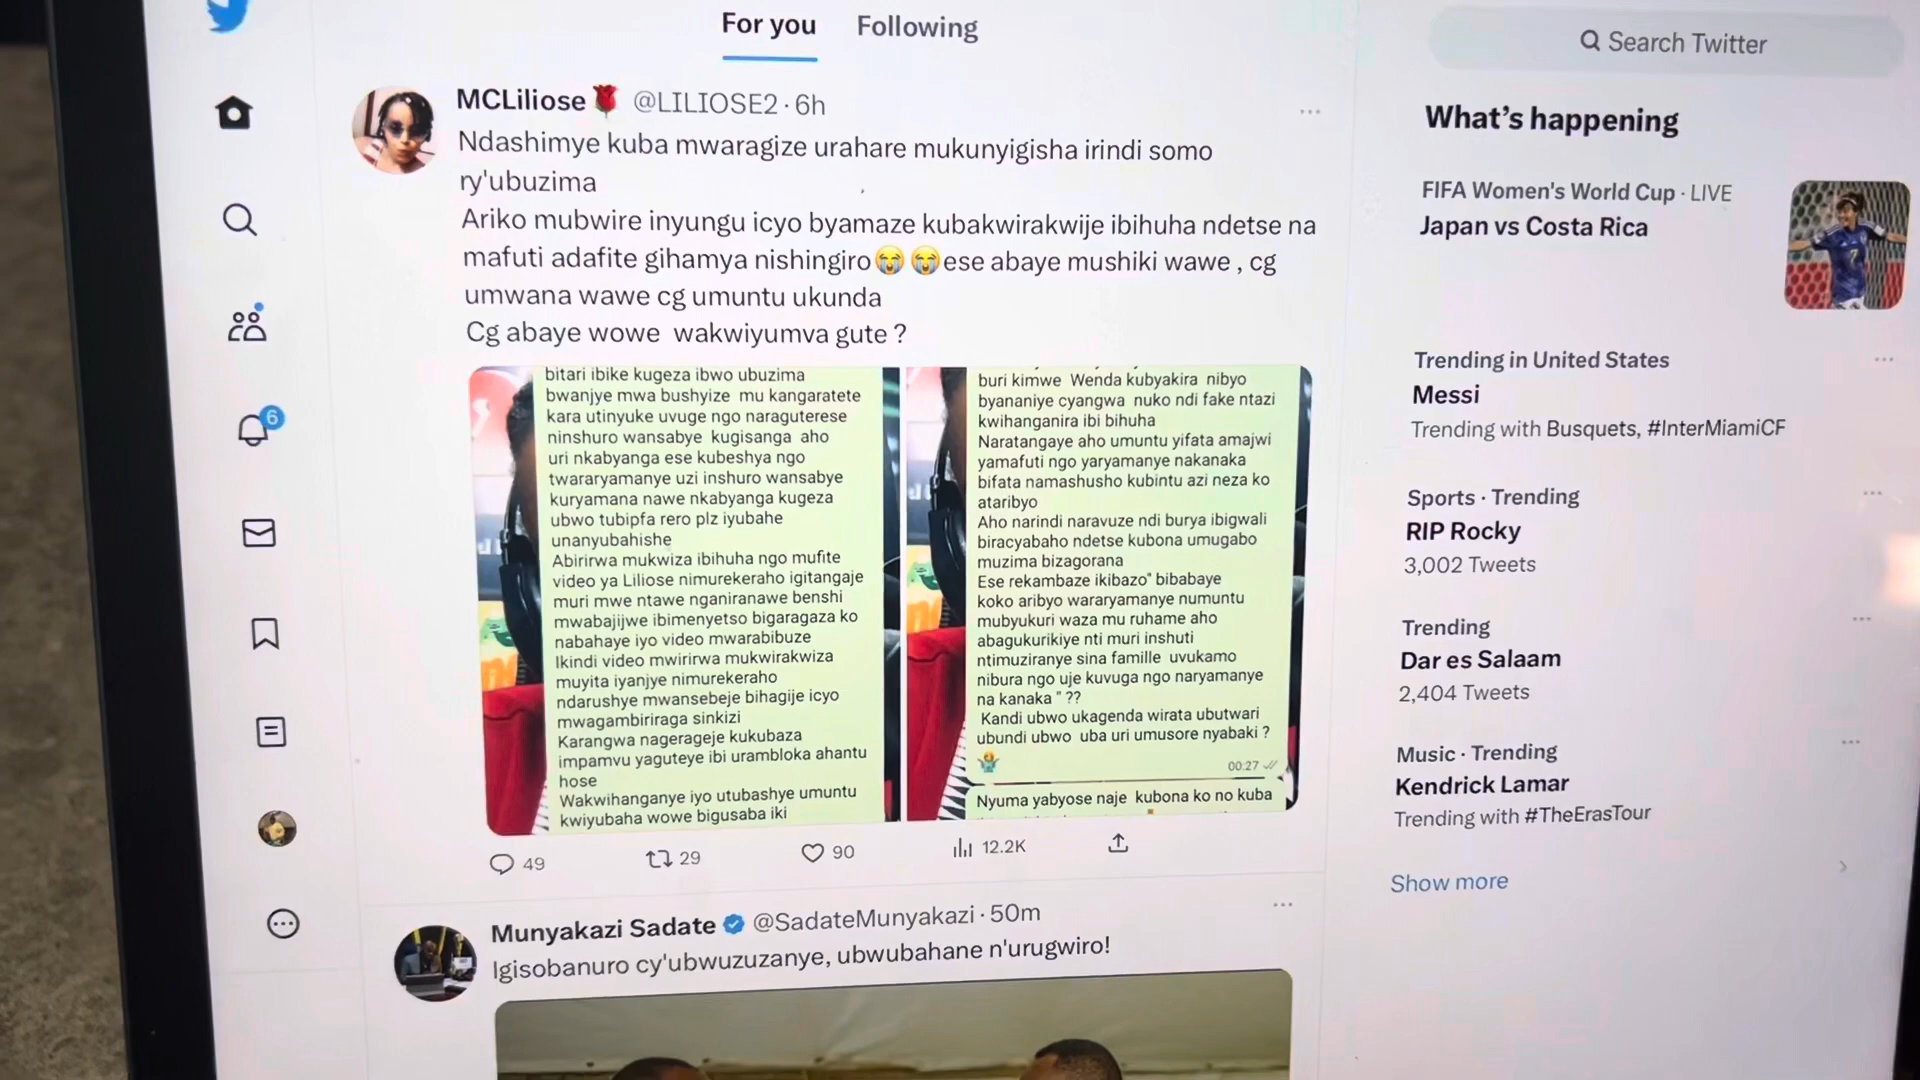 For you
Following
Search Twitter
MCLiliose🌹 @LILIOSE2 · 6h
Ndashimye kuba mwaragize urahare mukunyigisha irindi somo
ry'ubuzima
Ariko mubwire inyungu icyo byamaze kubakwirakwije ibihuha ndetse na
mafuti adafite gihamya nishingiro😭😭ese abaye mushiki wawe , cg
umwana wawe cg umuntu ukunda
Cg abaye wowe wakwiyumva gute ?
bitari ibike kugeza ibwo ubuzima
bwanjye mwa bushyize mu kangaratete
kara utinyuke uvuge ngo naraguterese
ninshuro wansabye kugisanga aho
uri nkabyanga ese kubeshya ngo
twararyamanye uzi inshuro wansabye
kuryamana nawe nkabyanga kugeza
ubwo tubipfa rero plz iyubahe
unanyubahishe
Abirirwa mukwiza ibihuha ngo mufite
video ya Liliose nimurekeraho igitangaje
muri mwe ntawe nganiranawe benshi
mwabajijwe ibimenyetso bigaragaza ko
nabahaye iyo video mwarabibuze
Ikindi video mwirirwa mukwirakwiza
muyita iyanjye nimurekeraho
ndarushye mwansebeje bihagije icyo
mwagambiriraga sinkizi
Karangwa nagerageje kukubaza
impamvu yaguteye ibi urambloka ahantu
hose
Wakwihanganye iyo utubashye umuntu
kwiyubaha wowe bigusaba iki
buri kimwe Wenda kubyakira nibyo
byananiye cyangwa nuko ndi fake ntazi
kwihanganira ibi bihuha
Naratangaye aho umuntu yifata amajwi
yamafuti ngo yaryamanye nakanaka
bifata namashusho kubintu azi neza ko
ataribyo
Aho narindi naravuze ndi burya ibigwali
biracyabaho ndetse kubona umugabo
muzima bizagorana
Ese rekambaze ikibazo" bibabaye
koko aribyo wararyamanye numuntu
mubyukuri waza mu ruhame aho
abagukurikiye nti muri inshuti
ntimuziranye sina famille uvukamo
nibura ngo uje kuvuga ngo naryamanye
na kanaka " ??
Kandi ubwo ukagenda wirata ubutwari
ubundi ubwo uba uri umusore nyabaki ?
00:27
Nyuma yabyose naje kubona ko no kuba
49 29 90 12.2K
Munyakazi Sadate @SadateMunyakazi · 50m
Igisobanuro cy'ubwuzuzanye, ubwubahane n'urugwiro!
6
What's happening
FIFA Women's World Cup · LIVE
Japan vs Costa Rica
Trending in United States
Messi
Trending with Busquets, #InterMiamiCF
Sports · Trending
RIP Rocky
3,002 Tweets
Trending
Dar es Salaam
2,404 Tweets
Music · Trending
Kendrick Lamar
Trending with #TheErasTour
Show more